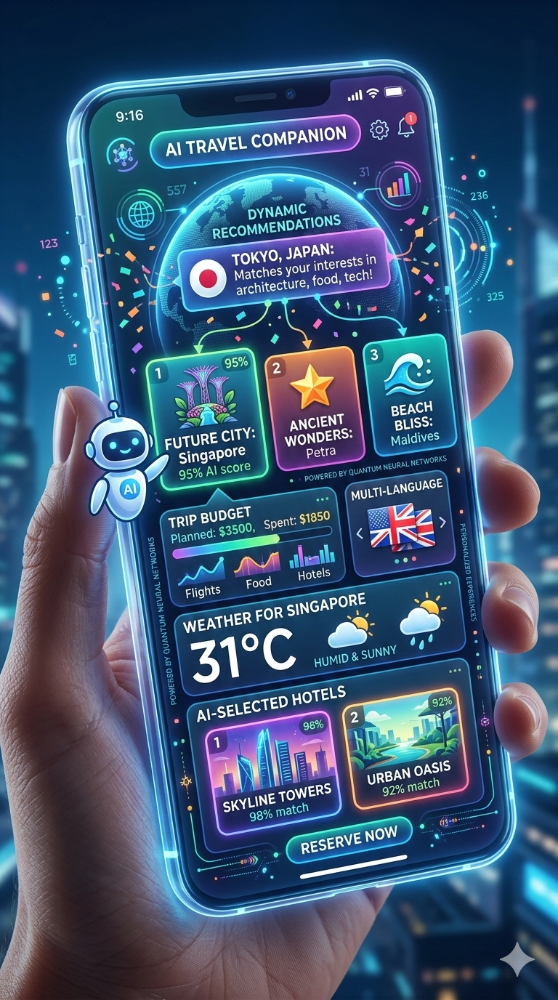 9:16
1
AI TRAVEL COMPANION
557
31
123
236
325
DYNAMIC
RECOMMENDATIONS
TOKYO, JAPAN:
Matches your interests in
architecture, food, tech!
1
95%
FUTURE CITY:
Singapore
95% AI score
2
ANCIENT
WONDERS:
Petra
3
BEACH
BLISS:
Maldives
AI
POWERED BY QUANTUM NEURAL NETWORKS
TRIP BUDGET
Planned: $3500, Spent: $1850
Flights
Food
Hotels
MULTI-LANGUAGE
POWERED BY QUANTUM NEURAL NETWORKS
WEATHER FOR SINGAPORE
31°C
HUMID & SUNNY
AI-SELECTED HOTELS
1
98%
SKYLINE TOWERS
98% match
2
92%
URBAN OASIS
92% match
RESERVE NOW